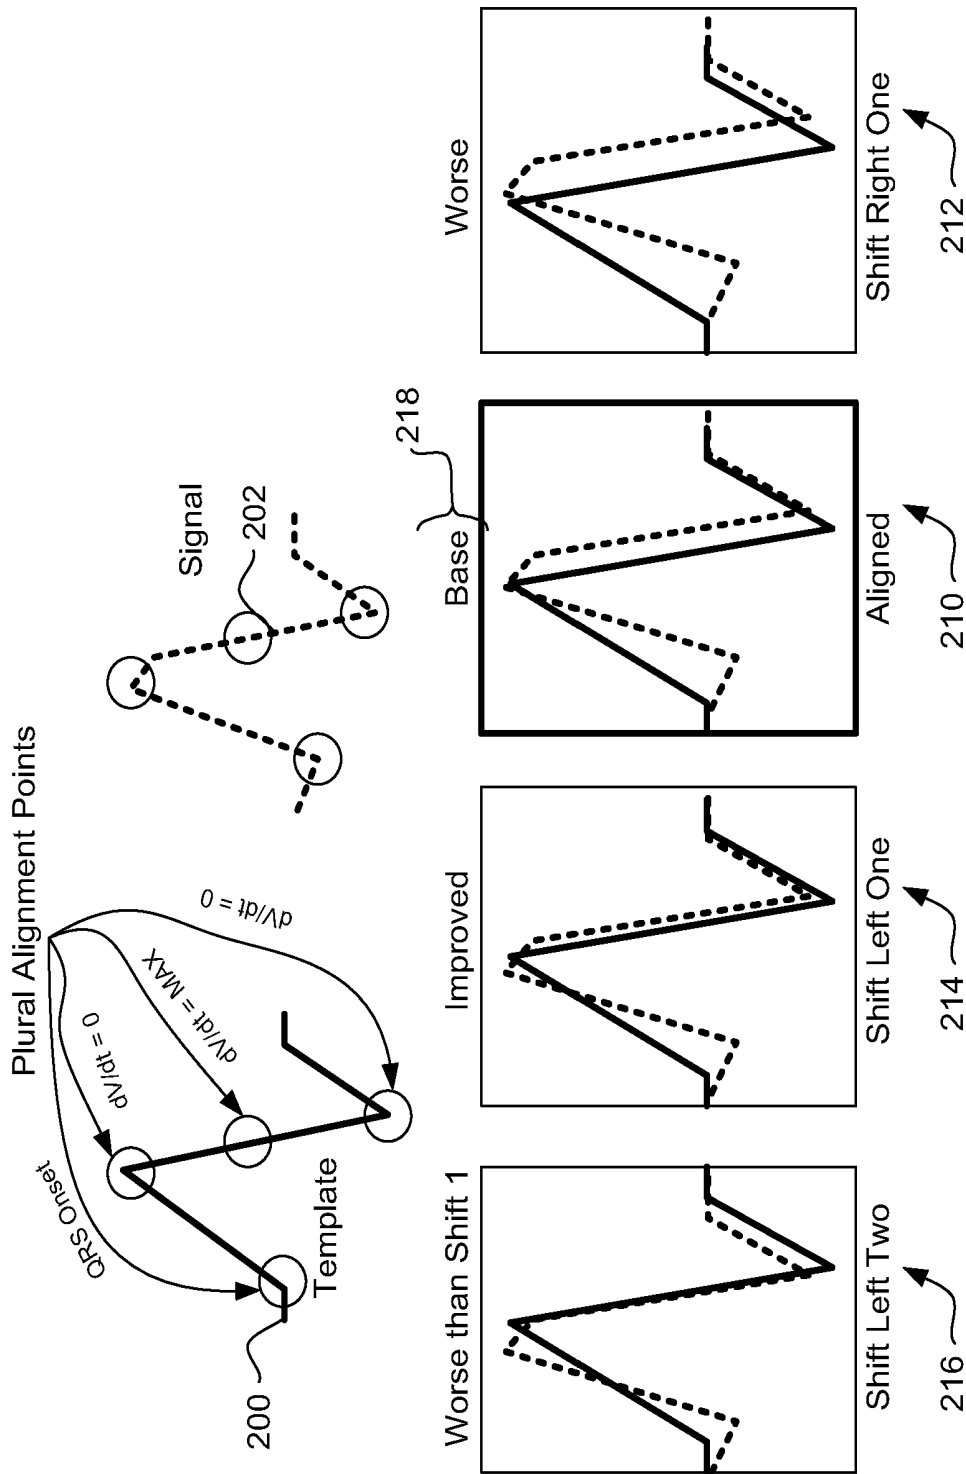 Plural Alignment Points
QRS Onset
dV/dt = 0
dV/dt = MAX
dV/dt = 0
200
Template
Signal
202
Worse than Shift 1
Improved
Base
218
Worse
Shift Left Two
Shift Left One
Aligned
Shift Right One
216
214
210
212